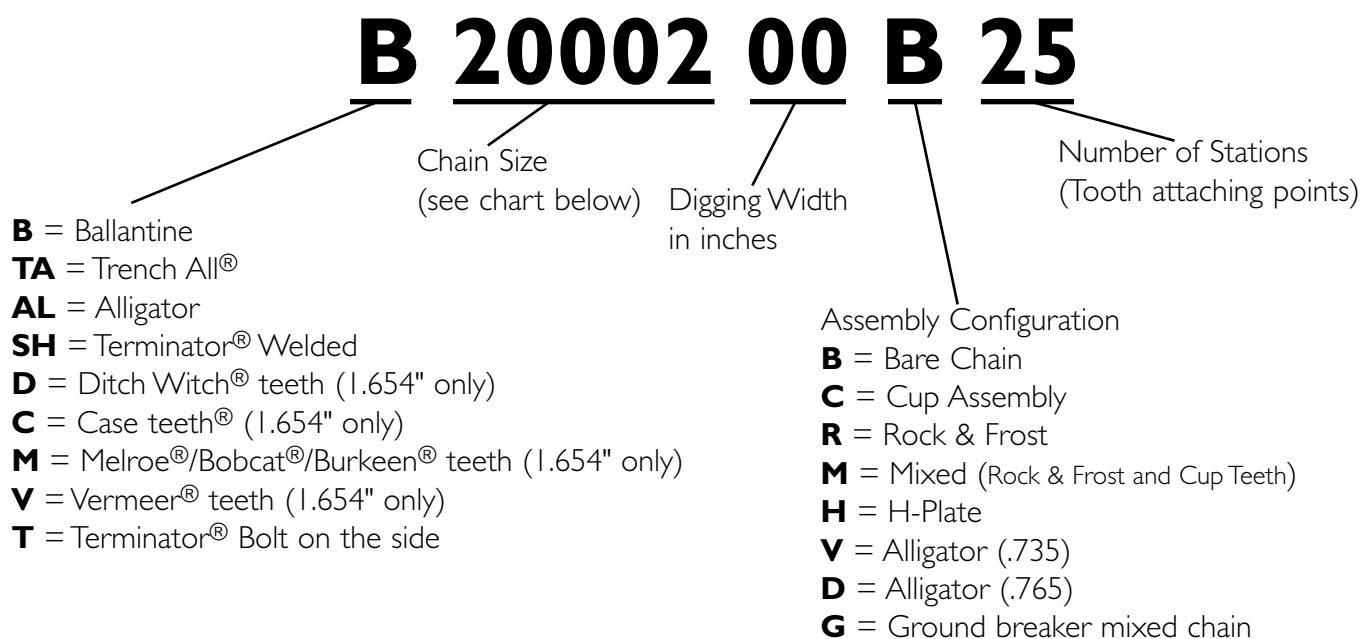 B 20002 00 B 25
Chain Size
(see chart below)
Digging Width
in inches
Number of Stations
(Tooth attaching points)
B = Ballantine
TA = Trench All®
AL = Alligator
SH = Terminator® Welded
D = Ditch Witch® teeth (1.654" only)
C = Case teeth® (1.654" only)
M = Melroe®/Bobcat®/Burkeen® teeth (1.654" only)
V = Vermeer® teeth (1.654" only)
T = Terminator® Bolt on the side
Assembly Configuration
B = Bare Chain
C = Cup Assembly
R = Rock & Frost
M = Mixed (Rock & Frost and Cup Teeth)
H = H-Plate
V = Alligator (.735)
D = Alligator (.765)
G = Ground breaker mixed chain